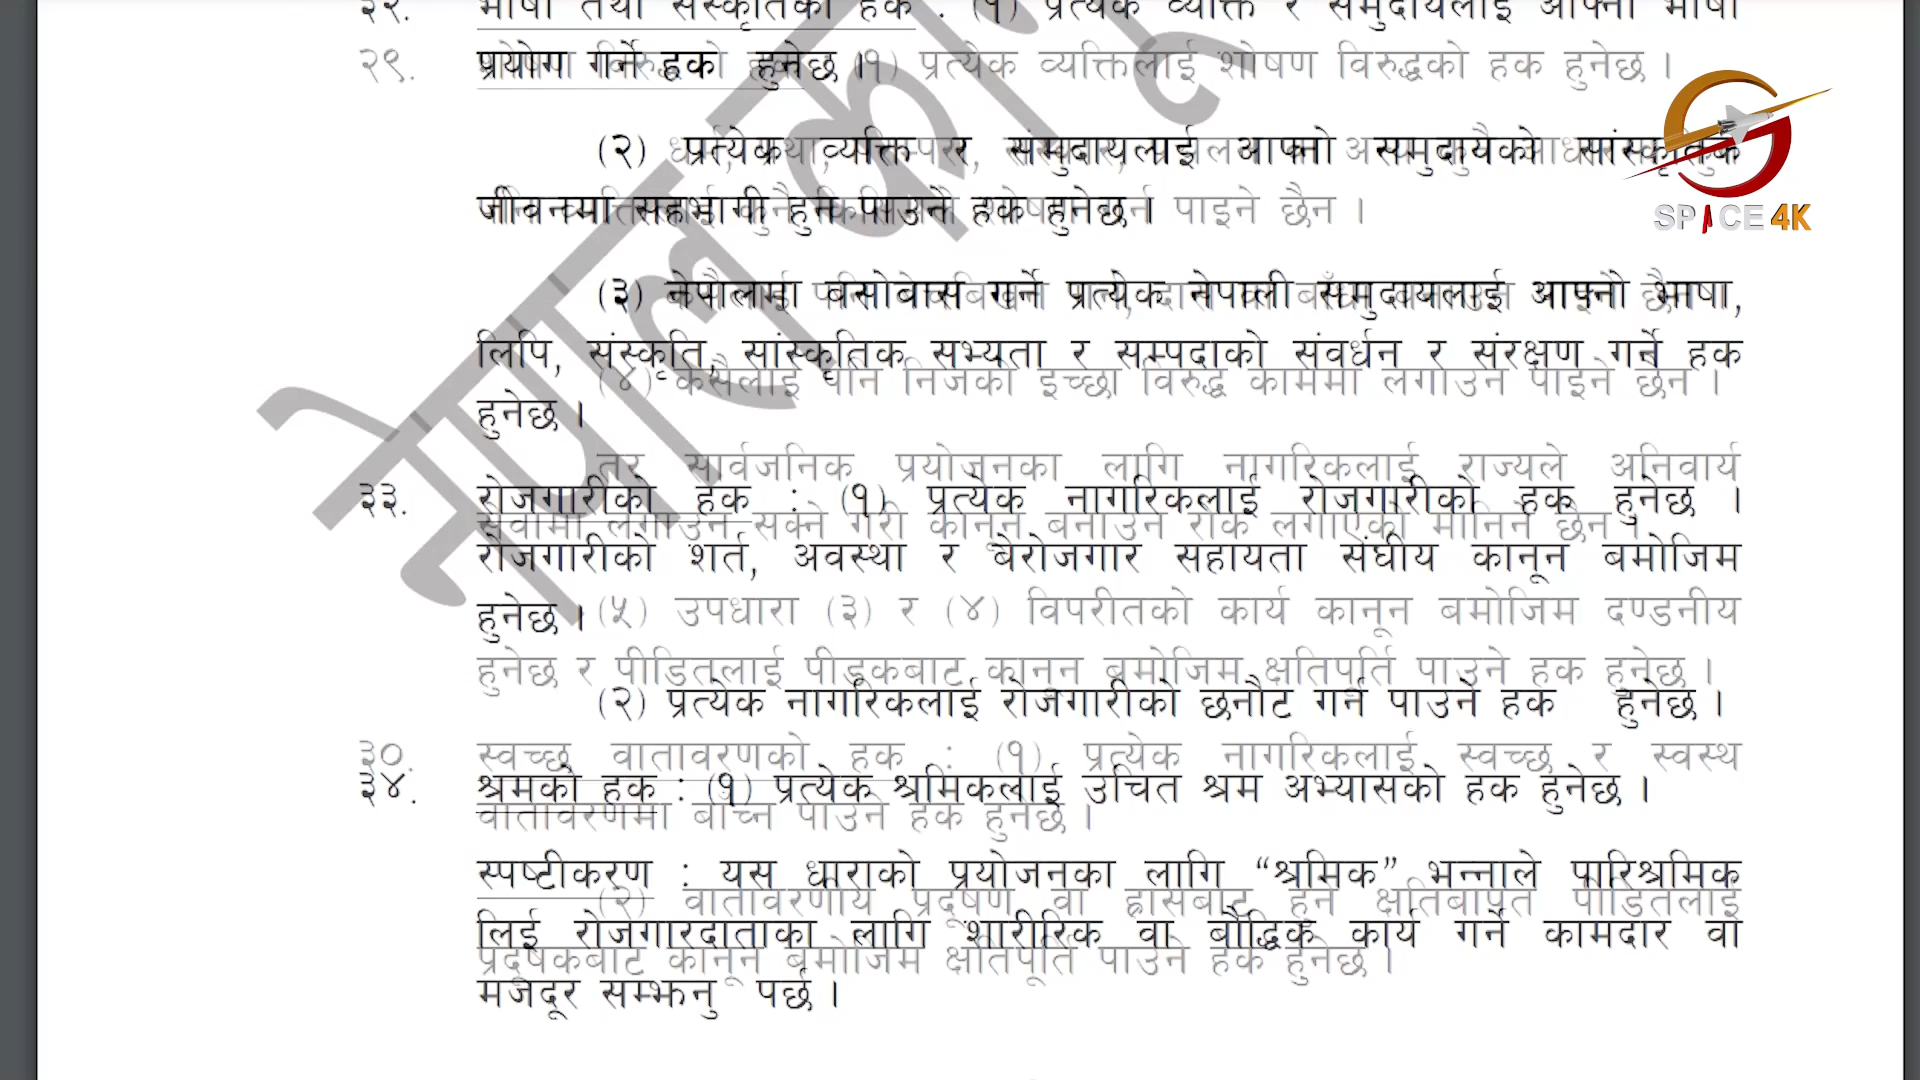 ३२. भाषा तथा संस्कृतिको हक : (१) प्रत्येक व्यक्ति र समुदायलाई आफ्नो भाषा
२९. (१) प्रत्येक व्यक्तिलाई शोषण विरुद्धको हक हुनेछ ।
प्रयोग गर्ने हक हुनेछ ।
(२) प्रत्येक व्यक्ति र समुदायलाई आफ्नो समुदायको सांस्कृतिक
जीवनमा सहभागी हुन पाउने हक हुनेछ ।
पाइने छैन ।
(३) नेपालमा बसोबास गर्ने प्रत्येक नेपाली समुदायलाई आफ्नो भाषा,
लिपि, संस्कृति, सांस्कृतिक सभ्यता र सम्पदाको संवर्धन र संरक्षण गर्ने हक
(४) कसैलाई पनि निजको इच्छा विरुद्ध काममा लगाउन पाइने छैन ।
हुनेछ ।
तर सार्वजनिक प्रयोजनका लागि नागरिकलाई राज्यले अनिवार्य
३३. रोजगारीको हक : (१) प्रत्येक नागरिकलाई रोजगारीको हक हुनेछ ।
सेवामा लगाउन सक्ने गरी कानून बनाउन रोक लगाएको मानिने छैन ।
रोजगारीको शर्त, अवस्था र बेरोजगार सहायता संघीय कानून बमोजिम
हुनेछ ।
(५) उपधारा (३) र (४) विपरीतको कार्य कानून बमोजिम दण्डनीय
हुनेछ र पीडितलाई पीडकबाट कानून बमोजिम क्षतिपूर्ति पाउने हक हुनेछ ।
(२) प्रत्येक नागरिकलाई रोजगारीको छनौट गर्न पाउने हक हुनेछ ।
३०. स्वच्छ वातावरणको हक : (१) प्रत्येक नागरिकलाई स्वच्छ र स्वस्थ
३४. श्रमको हक : (१) प्रत्येक श्रमिकलाई उचित श्रम अभ्यासको हक हुनेछ ।
वातावरणमा बाँच्न पाउने हक हुनेछ ।
स्पष्टीकरण : यस धाराको प्रयोजनका लागि “श्रमिक” भन्नाले पारिश्रमिक
(२) वातावरणीय प्रदूषण वा ह्रासबाट हुने क्षतिबापत पीडितलाई
लिई रोजगारदाताका लागि शारीरिक वा बौद्धिक कार्य गर्ने कामदार वा
प्रदूषकबाट कानून बमोजिम क्षतिपूर्ति पाउने हक हुनेछ ।
मजदूर सम्झनु पर्छ ।
नेपाल का
SPACE 4K